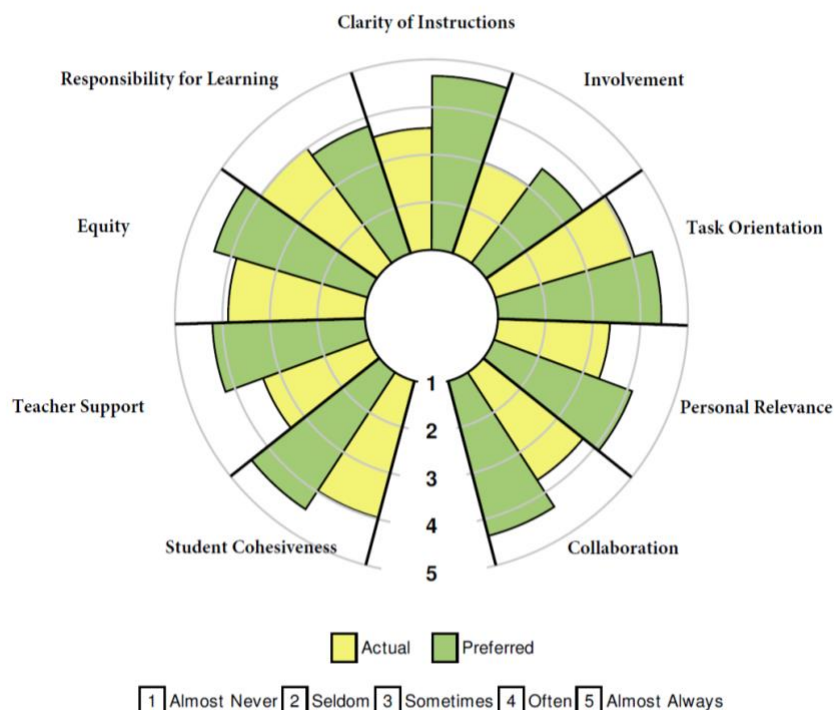 Clarity of Instructions
Responsibility for Learning
Involvement
Equity
Task Orientation
Teacher Support
Personal Relevance
Student Cohesiveness
Collaboration
1
2
3
4
5
Actual Preferred
1 Almost Never 2 Seldom 3 Sometimes 4 Often 5 Almost Always